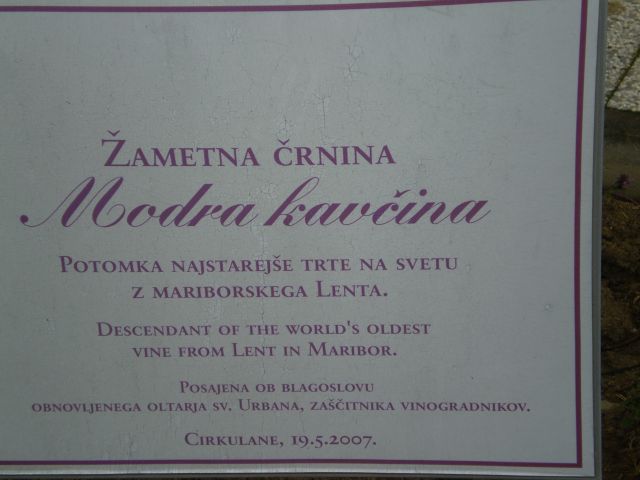 ŽAMETNA ČRNINA
Modra kavčina
POTOMKA NAJSTAREJŠE TRTE NA SVETU
Z MARIBORSKEGA LENTA.
DESCENDANT OF THE WORLD'S OLDEST
VINE FROM LENT IN MARIBOR.
POSAJENA OB BLAGOSLOVU
OBNOVLJENEGA OLTARJA SV. URBANA, ZAŠČITNIKA VINOGRADNIKOV.
CIRKULANE, 19.5.2007.